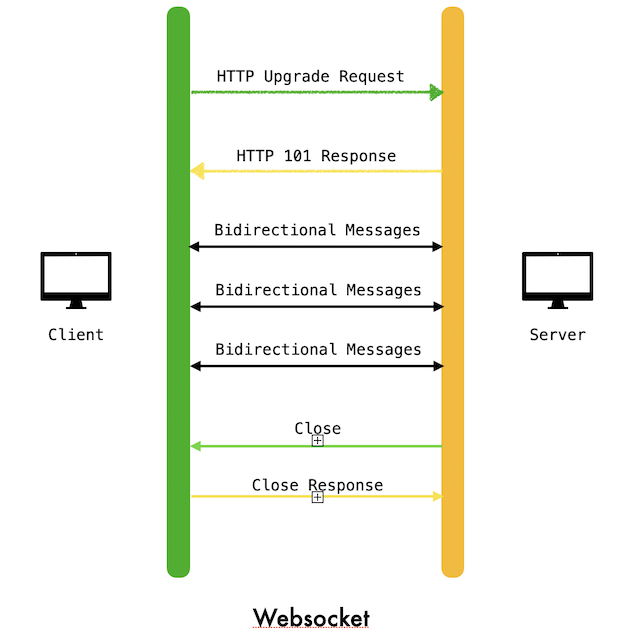 HTTP Upgrade Request
HTTP 101 Response
Bidirectional Messages
Bidirectional Messages
Bidirectional Messages
Client
Server
Close
Close Response
Websocket